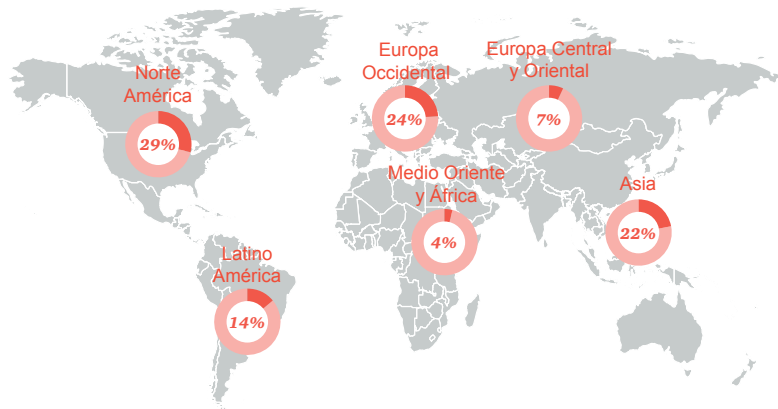 Norte
América
29%
Europa
Occidental
24%
Europa Central
y Oriental
7%
Medio Oriente
y África
4%
Asia
22%
Latino
América
14%